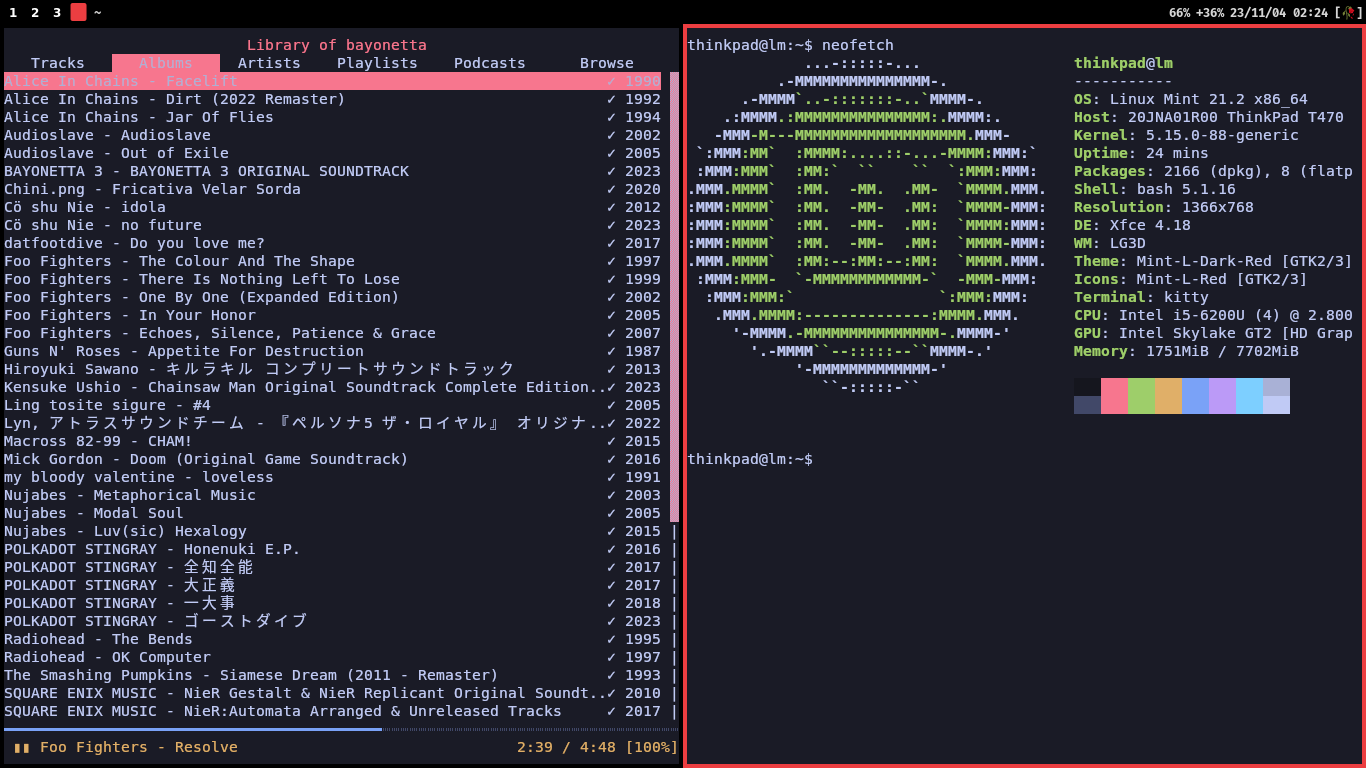 1 2 3 ~
66% +36% 23/11/04 02:24 [🥀]
Library of bayonetta
Tracks Albums Artists Playlists Podcasts Browse
Alice In Chains - Facelift ✓ 1990
Alice In Chains - Dirt (2022 Remaster) ✓ 1992
Alice In Chains - Jar Of Flies ✓ 1994
Audioslave - Audioslave ✓ 2002
Audioslave - Out of Exile ✓ 2005
BAYONETTA 3 - BAYONETTA 3 ORIGINAL SOUNDTRACK ✓ 2023
Chini.png - Fricativa Velar Sorda ✓ 2020
Cö shu Nie - idola ✓ 2012
Cö shu Nie - no future ✓ 2023
datfootdive - Do you love me? ✓ 2017
Foo Fighters - The Colour And The Shape ✓ 1997
Foo Fighters - There Is Nothing Left To Lose ✓ 1999
Foo Fighters - One By One (Expanded Edition) ✓ 2002
Foo Fighters - In Your Honor ✓ 2005
Foo Fighters - Echoes, Silence, Patience & Grace ✓ 2007
Guns N' Roses - Appetite For Destruction ✓ 1987
Hiroyuki Sawano - キルラキル コンプリートサウンドトラック ✓ 2013
Kensuke Ushio - Chainsaw Man Original Soundtrack Complete Edition..✓ 2023
Ling tosite sigure - #4 ✓ 2005
Lyn, アトラスサウンドチーム - 『ペルソナ5 ザ・ロイヤル』 オリジナ..✓ 2022
Macross 82-99 - CHAM! ✓ 2015
Mick Gordon - Doom (Original Game Soundtrack) ✓ 2016
my bloody valentine - loveless ✓ 1991
Nujabes - Metaphorical Music ✓ 2003
Nujabes - Modal Soul ✓ 2005
Nujabes - Luv(sic) Hexalogy ✓ 2015
POLKADOT STINGRAY - Honenuki E.P. ✓ 2016
POLKADOT STINGRAY - 全知全能 ✓ 2017
POLKADOT STINGRAY - 大正義 ✓ 2017
POLKADOT STINGRAY - 一大事 ✓ 2018
POLKADOT STINGRAY - ゴーストダイブ ✓ 2023
Radiohead - The Bends ✓ 1995
Radiohead - OK Computer ✓ 1997
The Smashing Pumpkins - Siamese Dream (2011 - Remaster) ✓ 1993
SQUARE ENIX MUSIC - NieR Gestalt & NieR Replicant Original Soundt..✓ 2010
SQUARE ENIX MUSIC - NieR:Automata Arranged & Unreleased Tracks ✓ 2017
▮▮ Foo Fighters - Resolve 2:39 / 4:48 [100%]
thinkpad@lm:~$ neofetch
thinkpad@lm
-----------
OS: Linux Mint 21.2 x86_64
Host: 20JNA01R00 ThinkPad T470
Kernel: 5.15.0-88-generic
Uptime: 24 mins
Packages: 2166 (dpkg), 8 (flatp
Shell: bash 5.1.16
Resolution: 1366x768
DE: Xfce 4.18
WM: LG3D
Theme: Mint-L-Dark-Red [GTK2/3]
Icons: Mint-L-Red [GTK2/3]
Terminal: kitty
CPU: Intel i5-6200U (4) @ 2.800
GPU: Intel Skylake GT2 [HD Grap
Memory: 1751MiB / 7702MiB
thinkpad@lm:~$